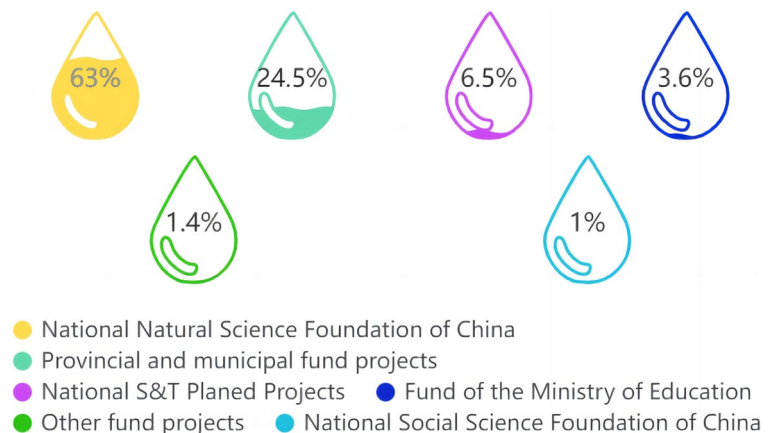 63% 24.5% 6.5% 3.6%
1.4% 1%
National Natural Science Foundation of China
Provincial and municipal fund projects
National S&T Planed Projects Fund of the Ministry of Education
Other fund projects National Social Science Foundation of China